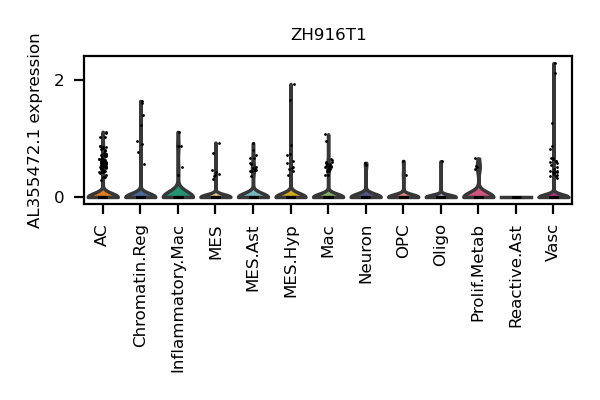 ZH916T1
AL355472.1 expression
2
0
AC
Chromatin.Reg
Inflammatory.Mac
MES
MES.Ast
MES.Hyp
Mac
Neuron
OPC
Oligo
Prolif.Metab
Reactive.Ast
Vasc